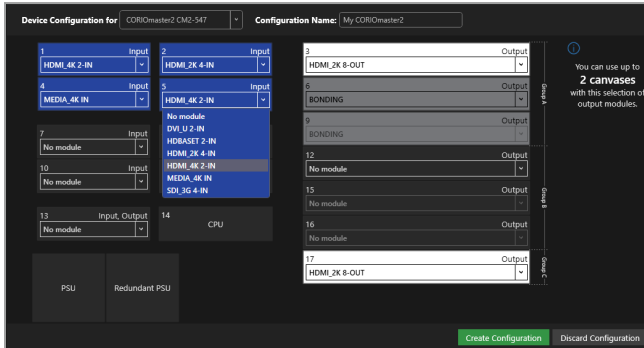 Device Configuration for CORIOmaster2 CM2-547 Configuration Name: My CORIOmaster2
1 Input
HDMI_4K 2-IN
2 Input
HDMI_2K 4-IN
4 Input
MEDIA_4K IN
5 Input
HDMI_4K 2-IN
No module
DVI_U 2-IN
HDBASET 2-IN
HDMI_2K 4-IN
HDMI_4K 2-IN
MEDIA_4K IN
SDI_3G 4-IN
7 Input
No module
10 Input
No module
13 Input, Output
No module
14
CPU
PSU
Redundant PSU
3 Output
HDMI_2K 8-OUT
6 Output
BONDING
9 Output
BONDING
Group A
12 Output
No module
15 Output
No module
16 Output
No module
Group B
17 Output
HDMI_2K 8-OUT
Group C
You can use up to
2 canvases
with this selection of
output modules.
Create Configuration Discard Configuration